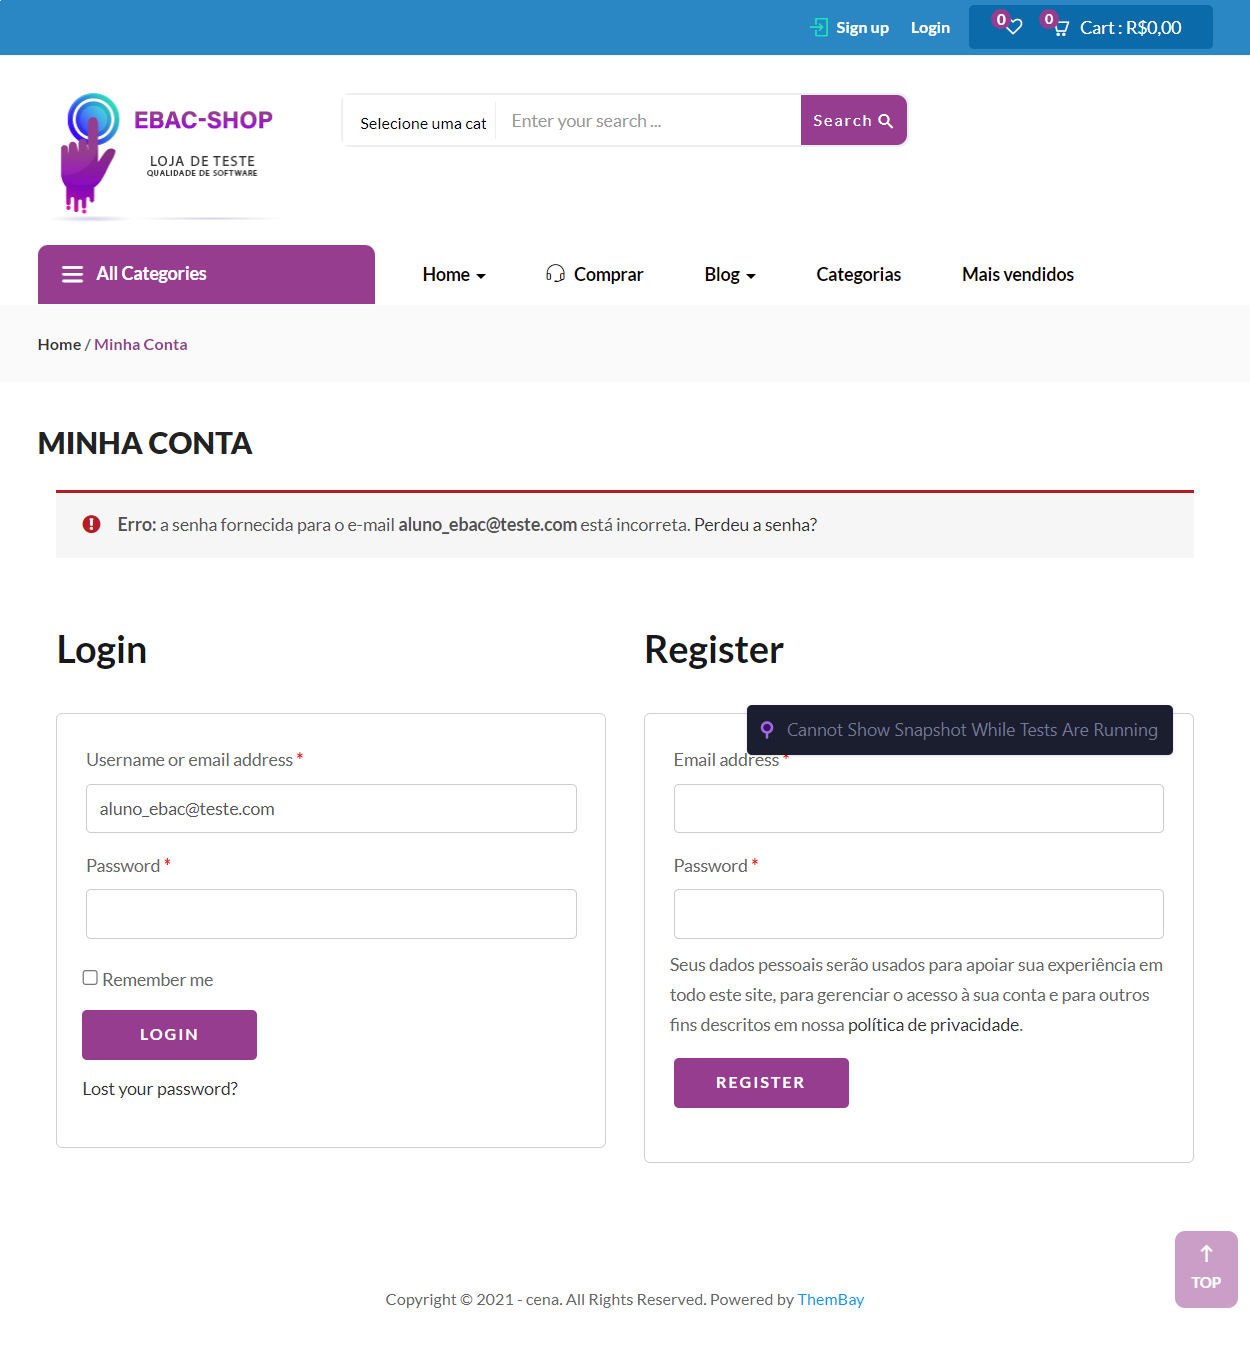 Sign up
Login
0
0
Cart : R$0,00
EBAC-SHOP
LOJA DE TESTE
QUALIDADE DE SOFTWARE
Selecione uma cat
Enter your search ...
Search
All Categories
Home
Comprar
Blog
Categorias
Mais vendidos
Home / Minha Conta
MINHA CONTA
Erro: a senha fornecida para o e-mail aluno_ebac@teste.com está incorreta. Perdeu a senha?
Login
Username or email address *
aluno_ebac@teste.com
Password *
Remember me
LOGIN
Lost your password?
Register
Cannot Show Snapshot While Tests Are Running
Email address *
Password *
Seus dados pessoais serão usados para apoiar sua experiência em
todo este site, para gerenciar o acesso à sua conta e para outros
fins descritos em nossa política de privacidade.
REGISTER
TOP
Copyright © 2021 - cena. All Rights Reserved. Powered by ThemBay